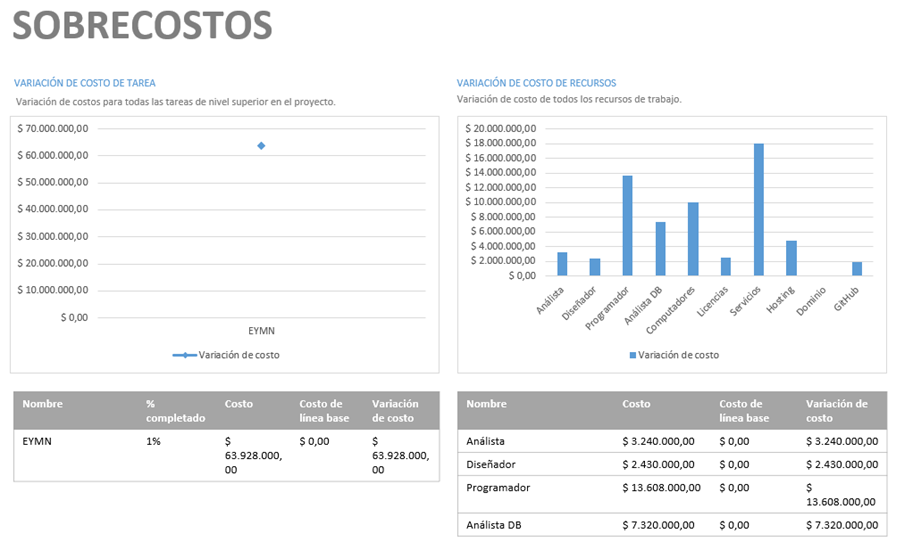 SOBRECOSTOS
VARIACIÓN DE COSTO DE TAREA
Variación de costos para todas las tareas de nivel superior en el proyecto.
$ 70.000.000,00
$ 60.000.000,00
$ 50.000.000,00
$ 40.000.000,00
$ 30.000.000,00
$ 20.000.000,00
$ 10.000.000,00
$ 0,00
EYMN
Variación de costo
Nombre % completado Costo Costo de línea base Variación de costo
EYMN 1% $ 63.928.000,00 $ 0,00 $ 63.928.000,00
VARIACIÓN DE COSTO DE RECURSOS
Variación de costo de todos los recursos de trabajo.
$ 20.000.000,00
$ 18.000.000,00
$ 16.000.000,00
$ 14.000.000,00
$ 12.000.000,00
$ 10.000.000,00
$ 8.000.000,00
$ 6.000.000,00
$ 4.000.000,00
$ 2.000.000,00
$ 0,00
Análista
Diseñador
Programador
Análista DB
Computadores
Licencias
Servicios
Hosting
Dominio
GitHub
Variación de costo
Nombre Costo Costo de línea base Variación de costo
Análista $ 3.240.000,00 $ 0,00 $ 3.240.000,00
Diseñador $ 2.430.000,00 $ 0,00 $ 2.430.000,00
Programador $ 13.608.000,00 $ 0,00 $ 13.608.000,00
Análista DB $ 7.320.000,00 $ 0,00 $ 7.320.000,00